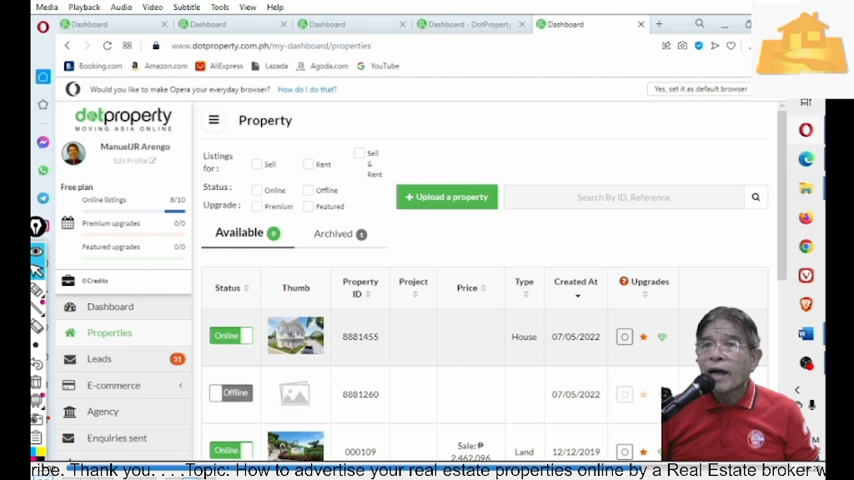 Media Playback Audio Video Subtitle Tools View Help
Dashboard Dashboard Dashboard Dashboard - DotProperty Dashboard
www.dotproperty.com.ph/my-dashboard/properties
Booking.com Amazon.com AliExpress Lazada Agoda.com YouTube
Would you like to make Opera your everyday browser? How do I do that? Yes, set it as default browser
dotproperty
MOVING ASIA ONLINE
ManuelJR Arengo
Edit Profile
Free plan
Online listings 8/10
Premium upgrades 0/0
Featured upgrades 0/0
0 Credits
Dashboard
Properties
Leads 31
E-commerce
Agency
Enquiries sent
Property
Listings for: Sell Rent Sell & Rent
Status: Online Offline
Upgrade: Premium Featured
+ Upload a property
Search By ID, Reference
Available 9 Archived 1
Status Thumb Property ID Project Price Type Created At Upgrades
Online 8881455 House 07/05/2022
Offline 8881260 07/05/2022
Online 000109 Sale: ₱ 2,462,096 Land 12/12/2019
ribe. Thank you. . . .Topic: How to advertise your real estate properties online by a Real Estate broker w